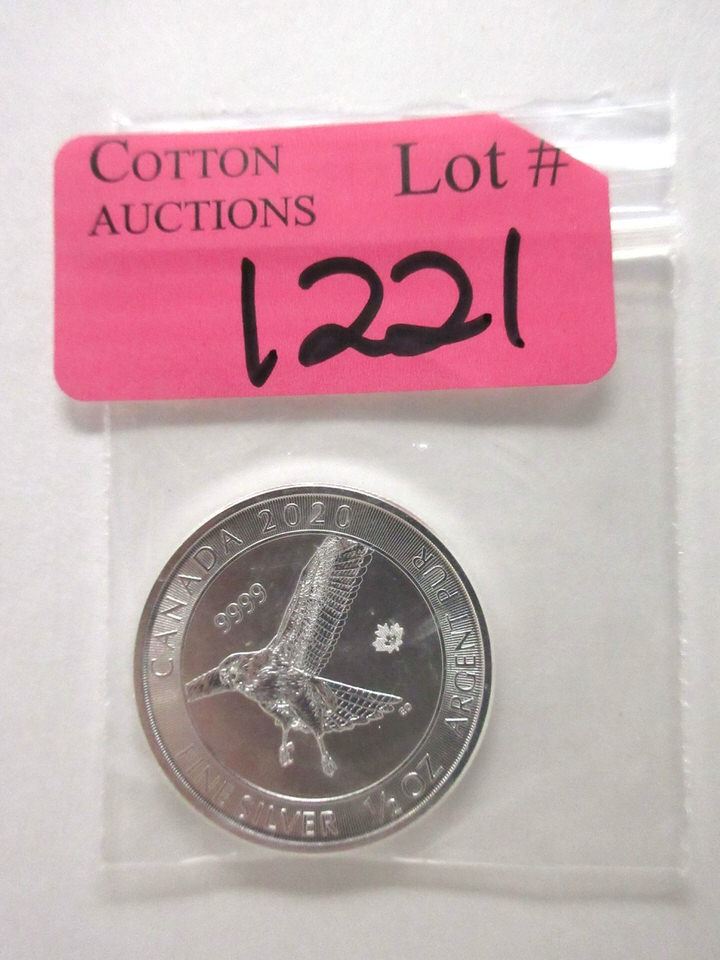 COTTON
AUCTIONS
Lot #
1221
CANADA 2020
9999
FINE SILVER 1/2 OZ ARGENT PUR